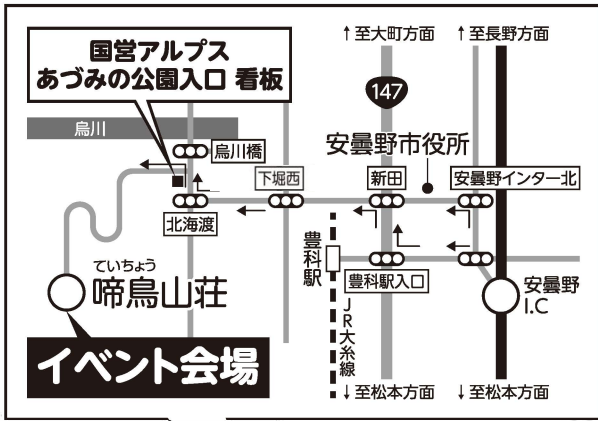 国営アルプス
あづみの公園入口 看板
↑至大町方面
↑至長野方面
147
烏川
烏川橋
安曇野市役所
下堀西
新田
安曇野インター北
北海渡
豊科駅
豊科駅入口
安曇野
I.C
ていちょう
啼鳥山荘
JR大糸線
イベント会場
↓至松本方面
↓至松本方面